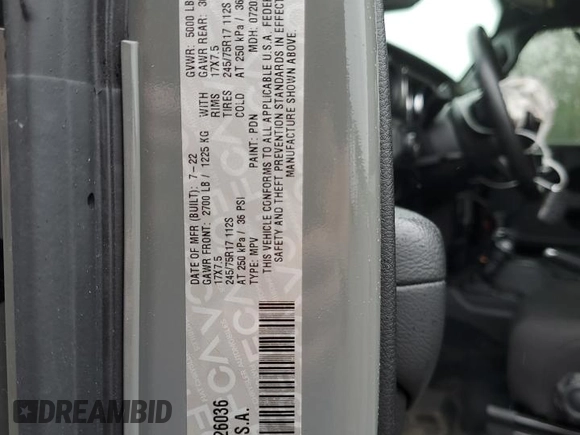 DATE OF MFR (BUILT): 7-22 GVWR: 5000 LB
GAWR FRONT: 2700 LB / 1225 KG WITH GAWR REAR:
17X7.5 RIMS 17X7.5
245/75R17 112S TIRES 245/75R17 112S
AT 250 kPa / 36 PSI COLD AT 250 kPa / 36
TYPE: MPV PAINT: PDN MDH: 0720
THIS VEHICLE CONFORMS TO ALL APPLICABLE U.S.A. FEDER
SAFETY AND THEFT PREVENTION STANDARDS IN EFFECT
MANUFACTURE SHOWN ABOVE.
26036
S.A.
DREAMBID